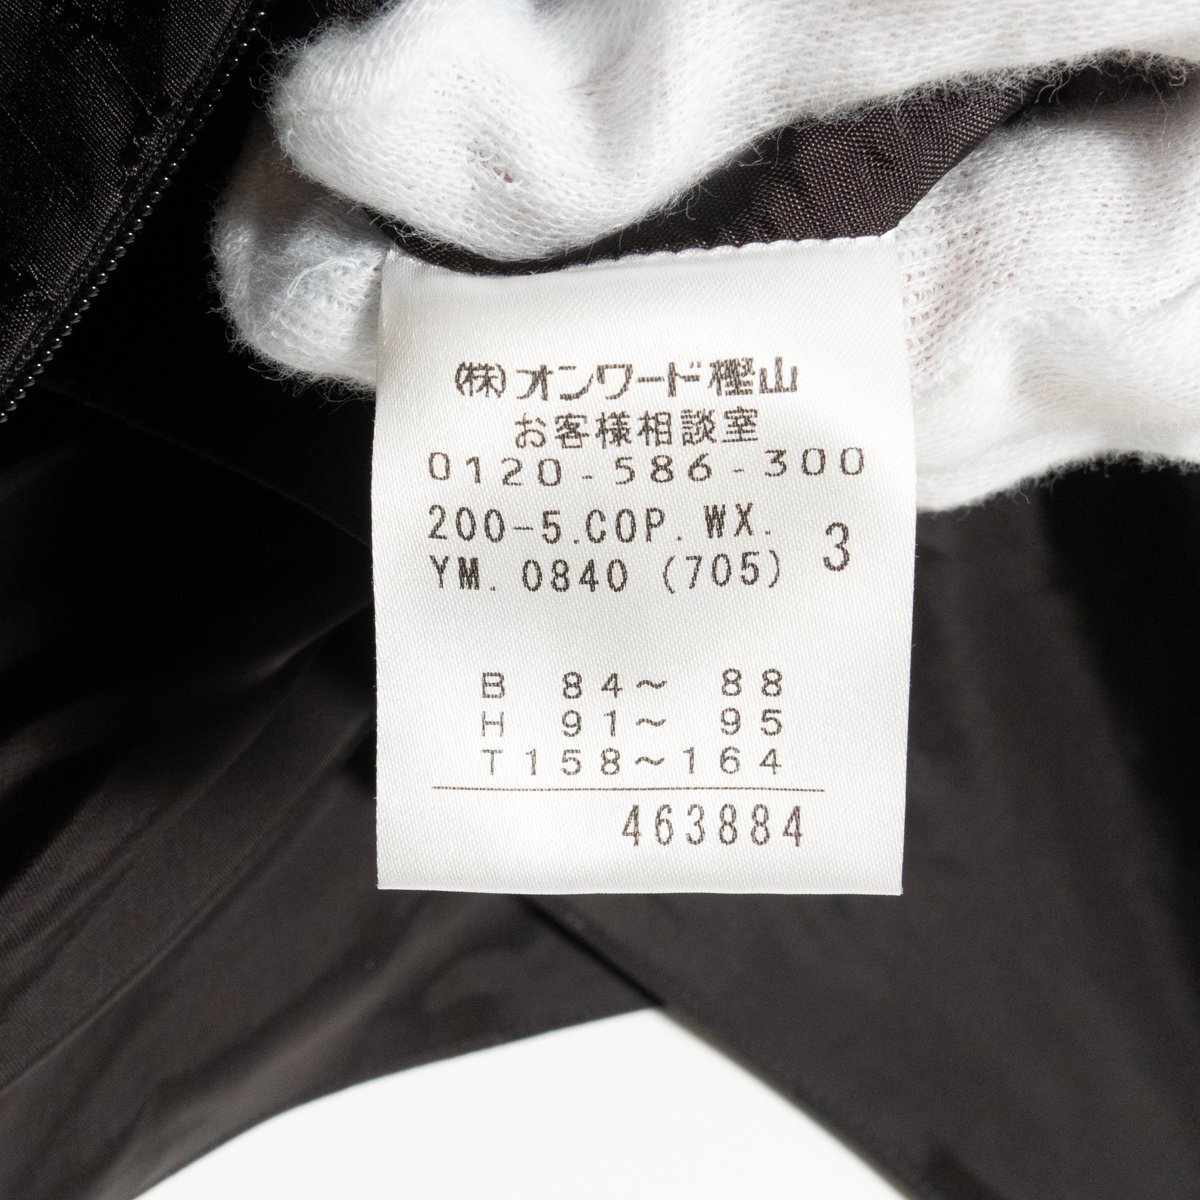 (株)オンワード樫山
お客様相談室
0120-586-300
200-5.COP.WX.
YM.0840 (705) 3
B 84～ 88
H 91～ 95
T158～164
463884